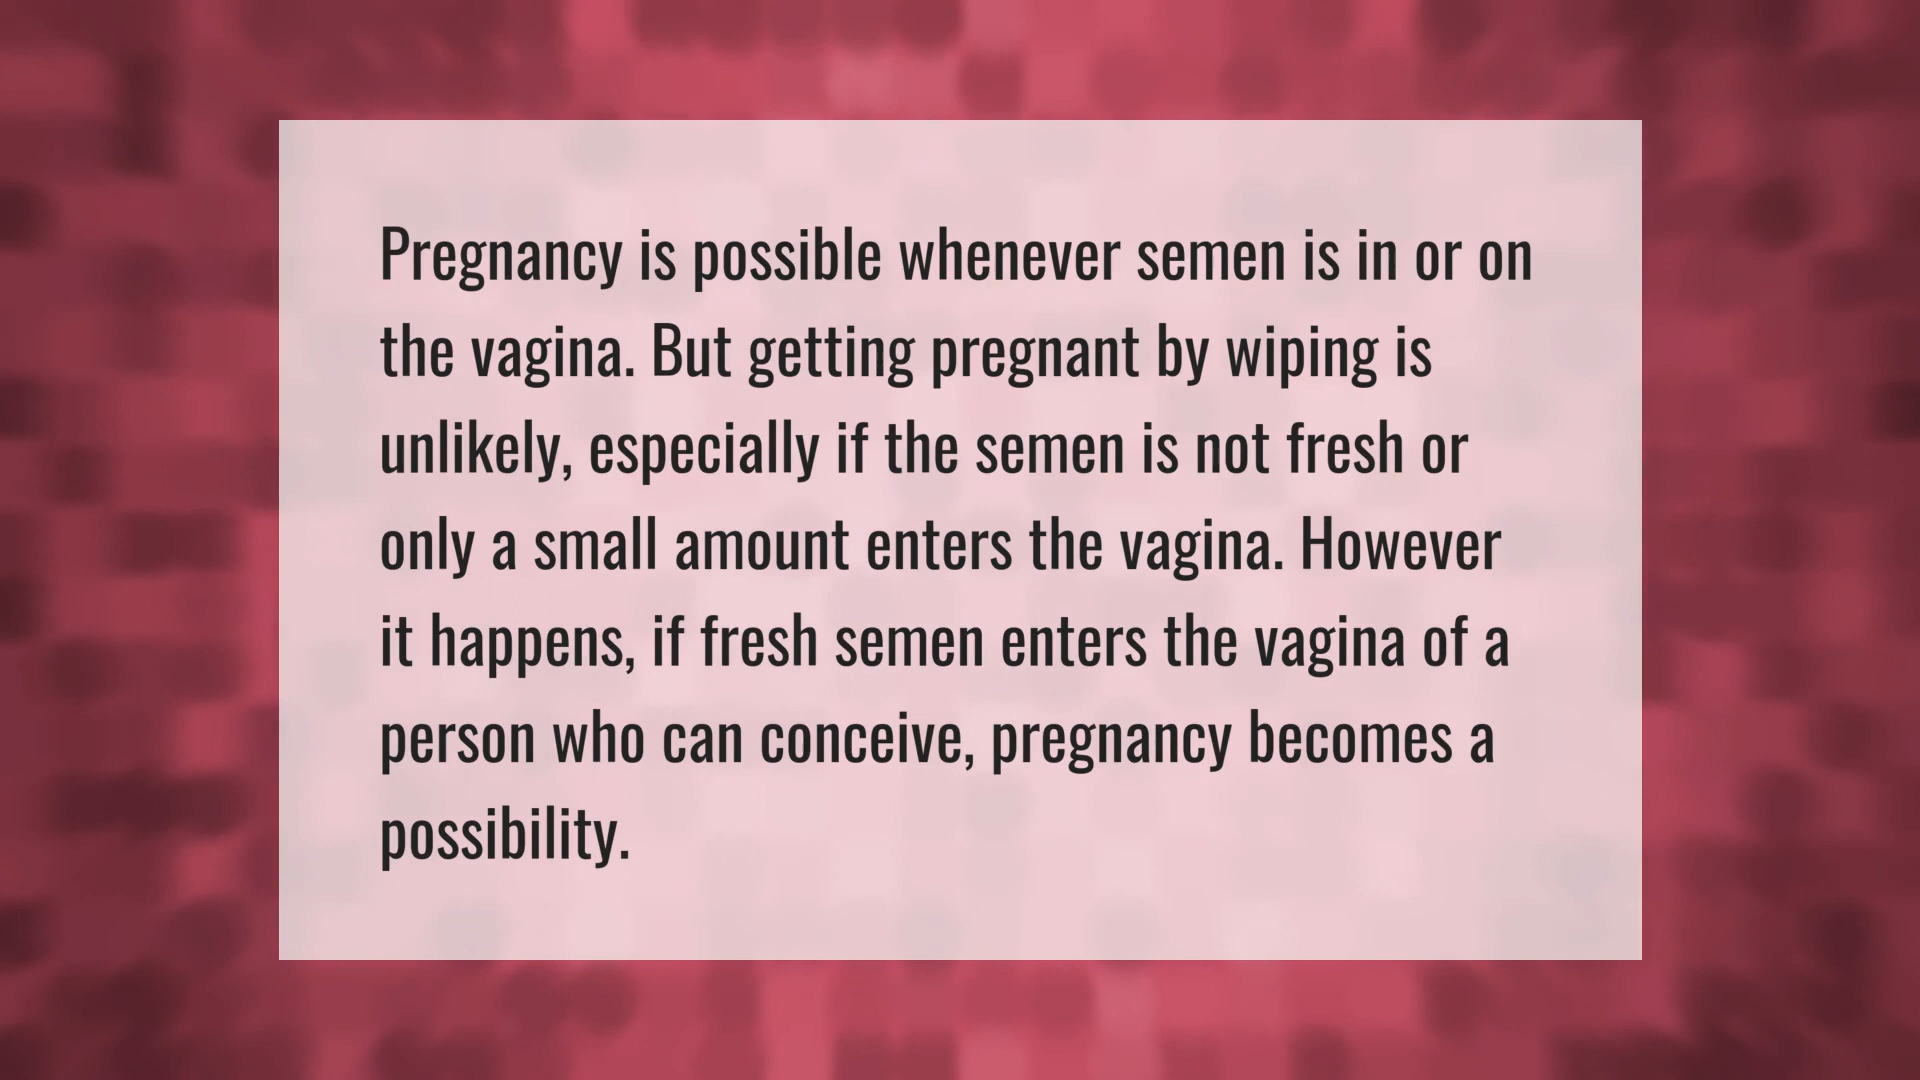 Pregnancy is possible whenever semen is in or on
the vagina. But getting pregnant by wiping is
unlikely, especially if the semen is not fresh or
only a small amount enters the vagina. However
it happens, if fresh semen enters the vagina of a
person who can conceive, pregnancy becomes a
possibility.